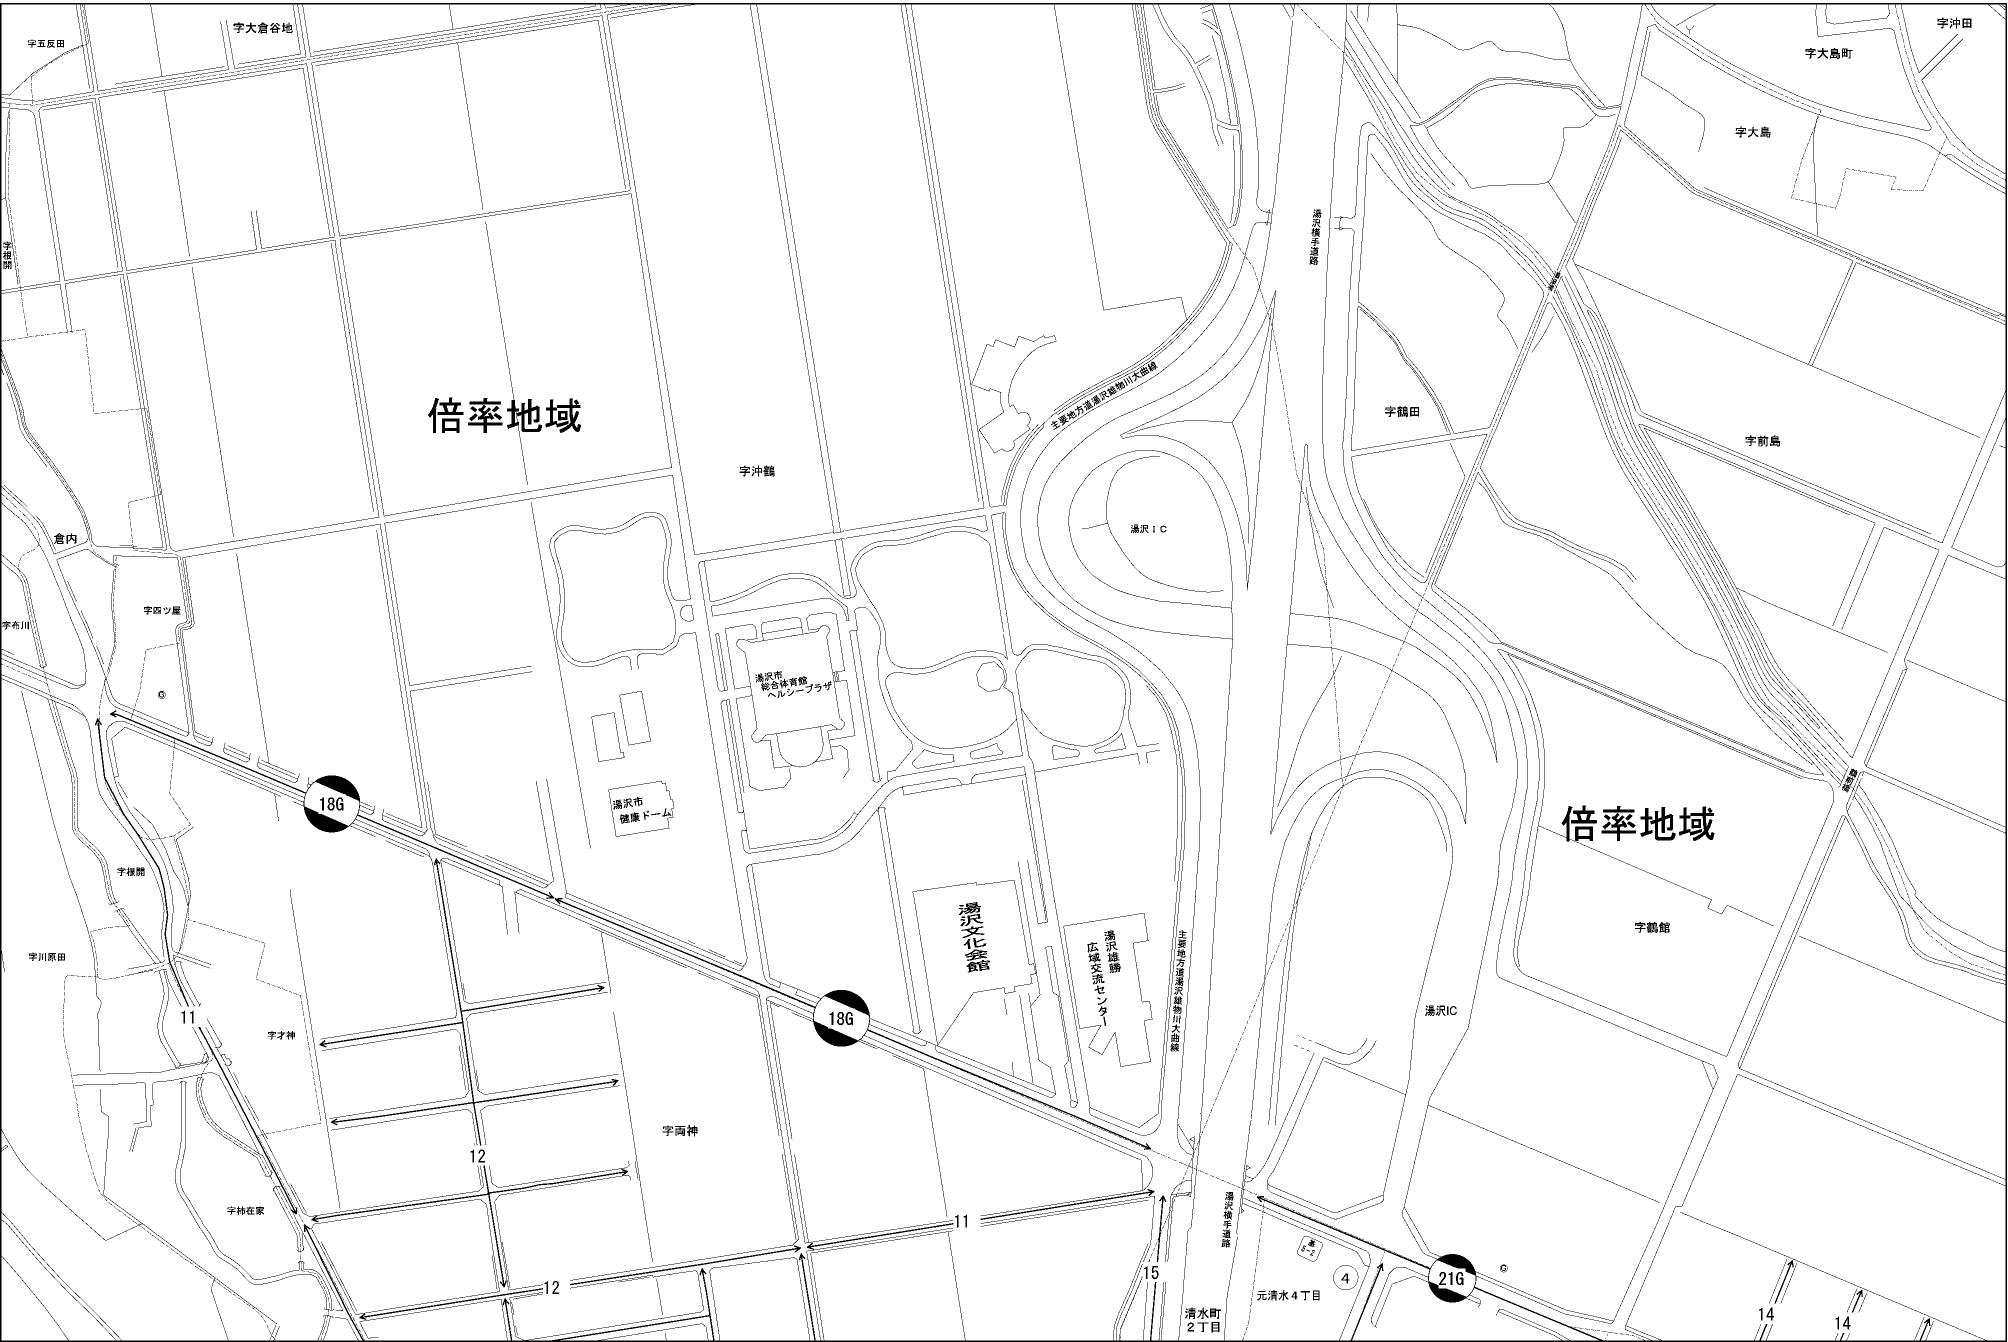 字五反田
字大倉谷地
字沖田
字大島町
字大島
字根開
湯沢横手道路
倍率地域
主要地方道湯沢雄物川大曲線
字鶴田
字前島
字沖鶴
湯沢ＩＣ
倉内
字四ツ屋
字布川
湯沢市
総合体育館
ヘルシープラザ
18G
湯沢市
健康ドーム
倍率地域
字根開
湯沢文化会館
湯沢雄勝
広域交流センター
主要地方道湯沢雄物川大曲線
字鶴館
字川原田
11
18G
湯沢IC
字才神
字両神
12
字柿在家
湯沢横手道路
11
5-2
15
4
21G
12
元清水４丁目
清水町
２丁目
14
14